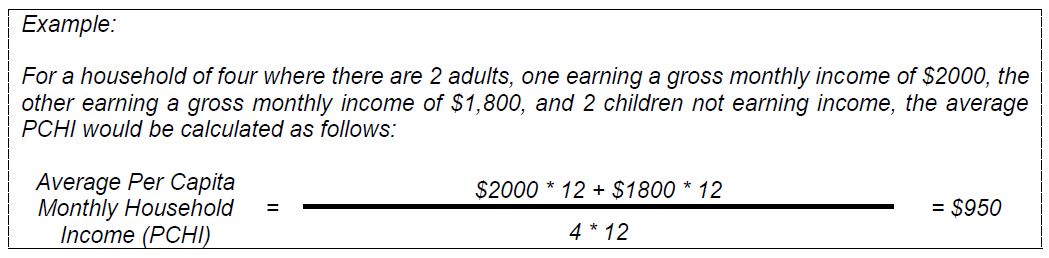 Example:
For a household of four where there are 2 adults, one earning a gross monthly income of $2000, the
other earning a gross monthly income of $1,800, and 2 children not earning income, the average
PCHI would be calculated as follows:
Average Per Capita
Monthly Household
Income (PCHI)
=
$2000 * 12 + $1800 * 12
4 * 12
= $950